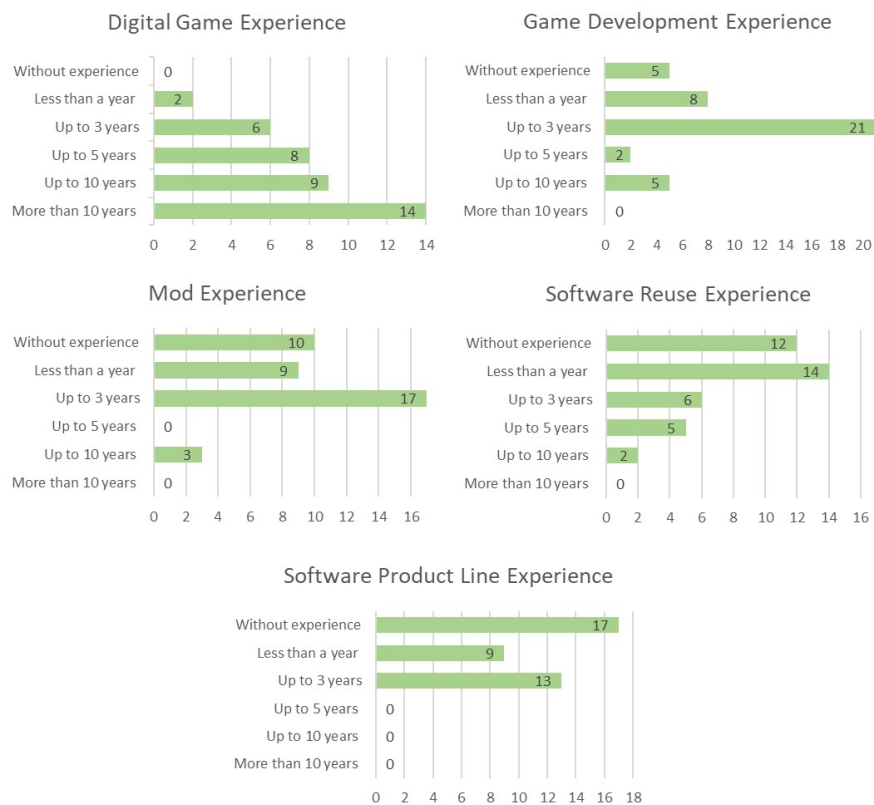 Digital Game Experience
Without experience 0
Less than a year 2
Up to 3 years 6
Up to 5 years 8
Up to 10 years 9
More than 10 years 14
0 2 4 6 8 10 12 14
Game Development Experience
Without experience 5
Less than a year 8
Up to 3 years 21
Up to 5 years 2
Up to 10 years 5
More than 10 years 0
0 2 4 6 8 10 12 14 16 18 20
Mod Experience
Without experience 10
Less than a year 9
Up to 3 years 17
Up to 5 years 0
Up to 10 years 3
More than 10 years 0
0 2 4 6 8 10 12 14 16
Software Reuse Experience
Without experience 12
Less than a year 14
Up to 3 years 6
Up to 5 years 5
Up to 10 years 2
More than 10 years 0
0 2 4 6 8 10 12 14 16
Software Product Line Experience
Without experience 17
Less than a year 9
Up to 3 years 13
Up to 5 years 0
Up to 10 years 0
More than 10 years 0
0 2 4 6 8 10 12 14 16 18